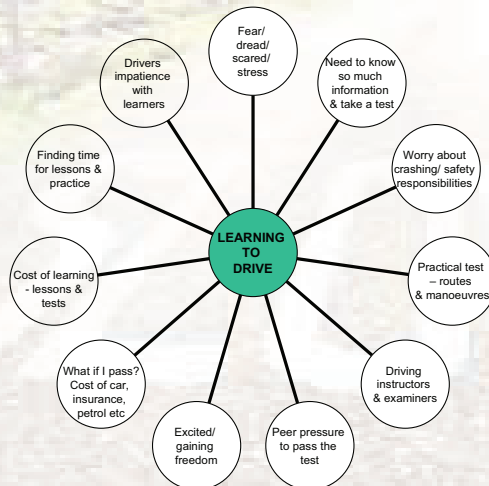 Fear/
dread/
scared/
stress
Need to know
so much
information
& take a test
Worry about
crashing/ safety
responsibilities
Practical test
– routes
& manoeuvres
Driving
instructors
& examiners
Peer pressure
to pass the
test
Excited/
gaining
freedom
What if I pass?
Cost of car,
insurance,
petrol etc
Cost of learning
- lessons &
tests
Finding time
for lessons &
practice
Drivers
impatience
with
learners
LEARNING
TO
DRIVE